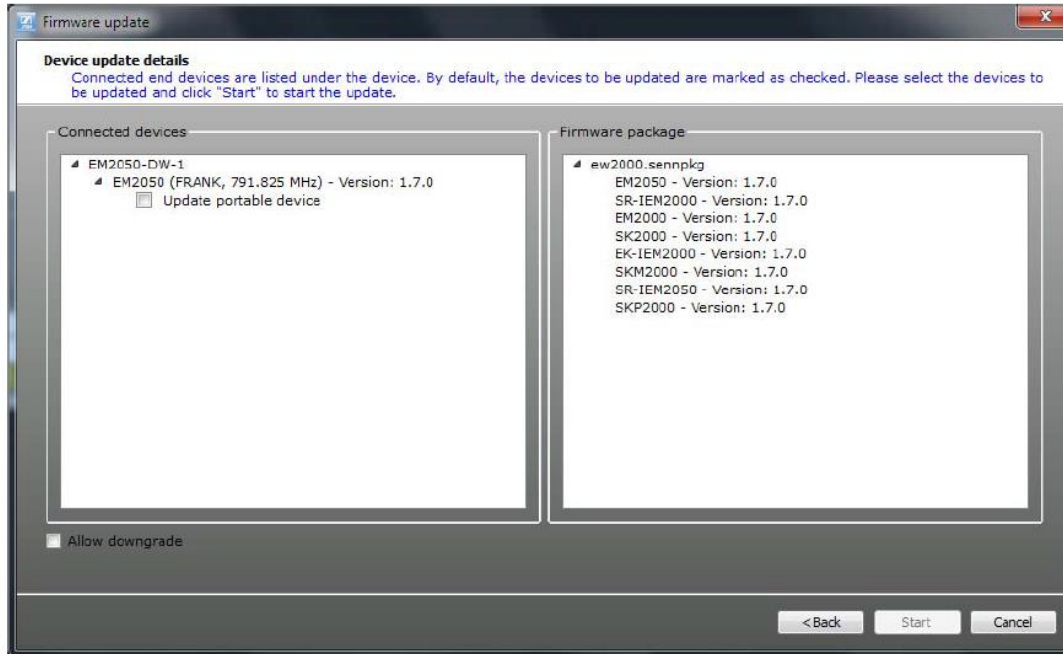 Firmware update
Device update details
Connected end devices are listed under the device. By default, the devices to be updated are marked as checked. Please select the devices to
be updated and click "Start" to start the update.
Connected devices
EM2050-DW-1
EM2050 (FRANK, 791.825 MHz) - Version: 1.7.0
Update portable device
Firmware package
ew2000.sennpkg
EM2050 - Version: 1.7.0
SR-IEM2000 - Version: 1.7.0
EM2000 - Version: 1.7.0
SK2000 - Version: 1.7.0
EK-IEM2000 - Version: 1.7.0
SKM2000 - Version: 1.7.0
SR-IEM2050 - Version: 1.7.0
SKP2000 - Version: 1.7.0
Allow downgrade
< Back
Start
Cancel